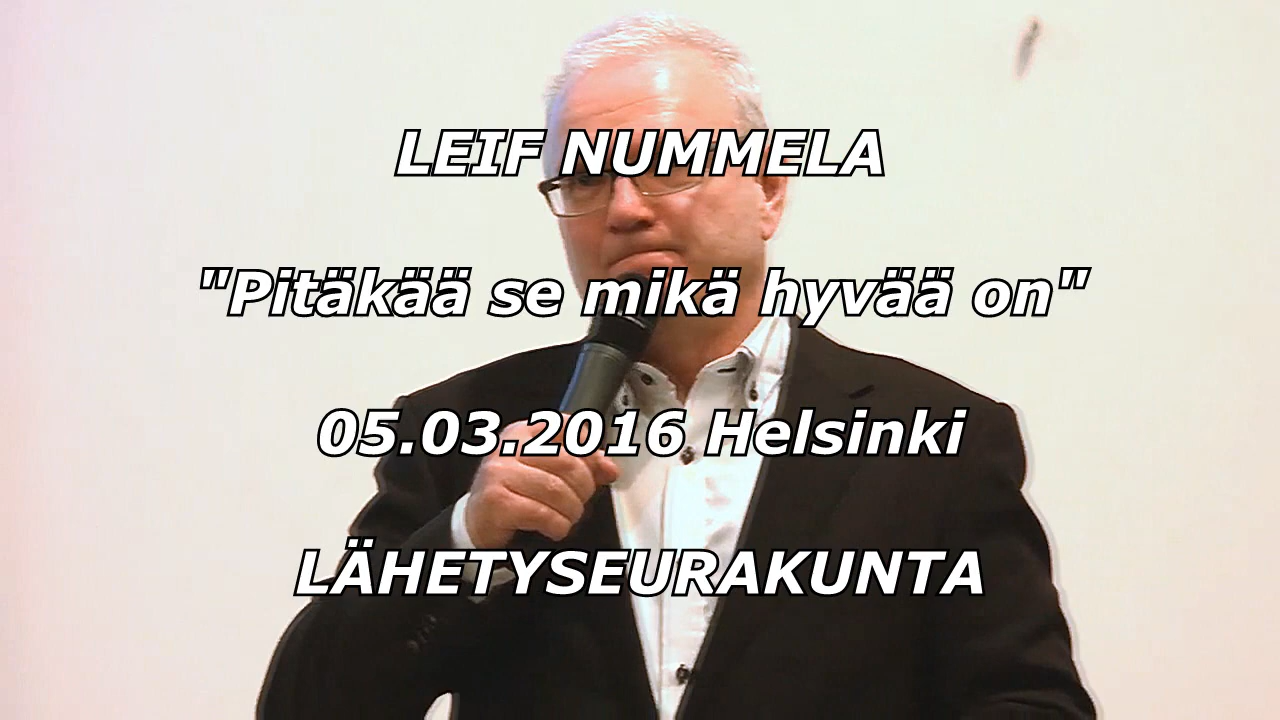 LEIF NUMMELA
"Pitäkää se mikä hyvää on"
05.03.2016 Helsinki
LÄHETYSEURAKUNTA